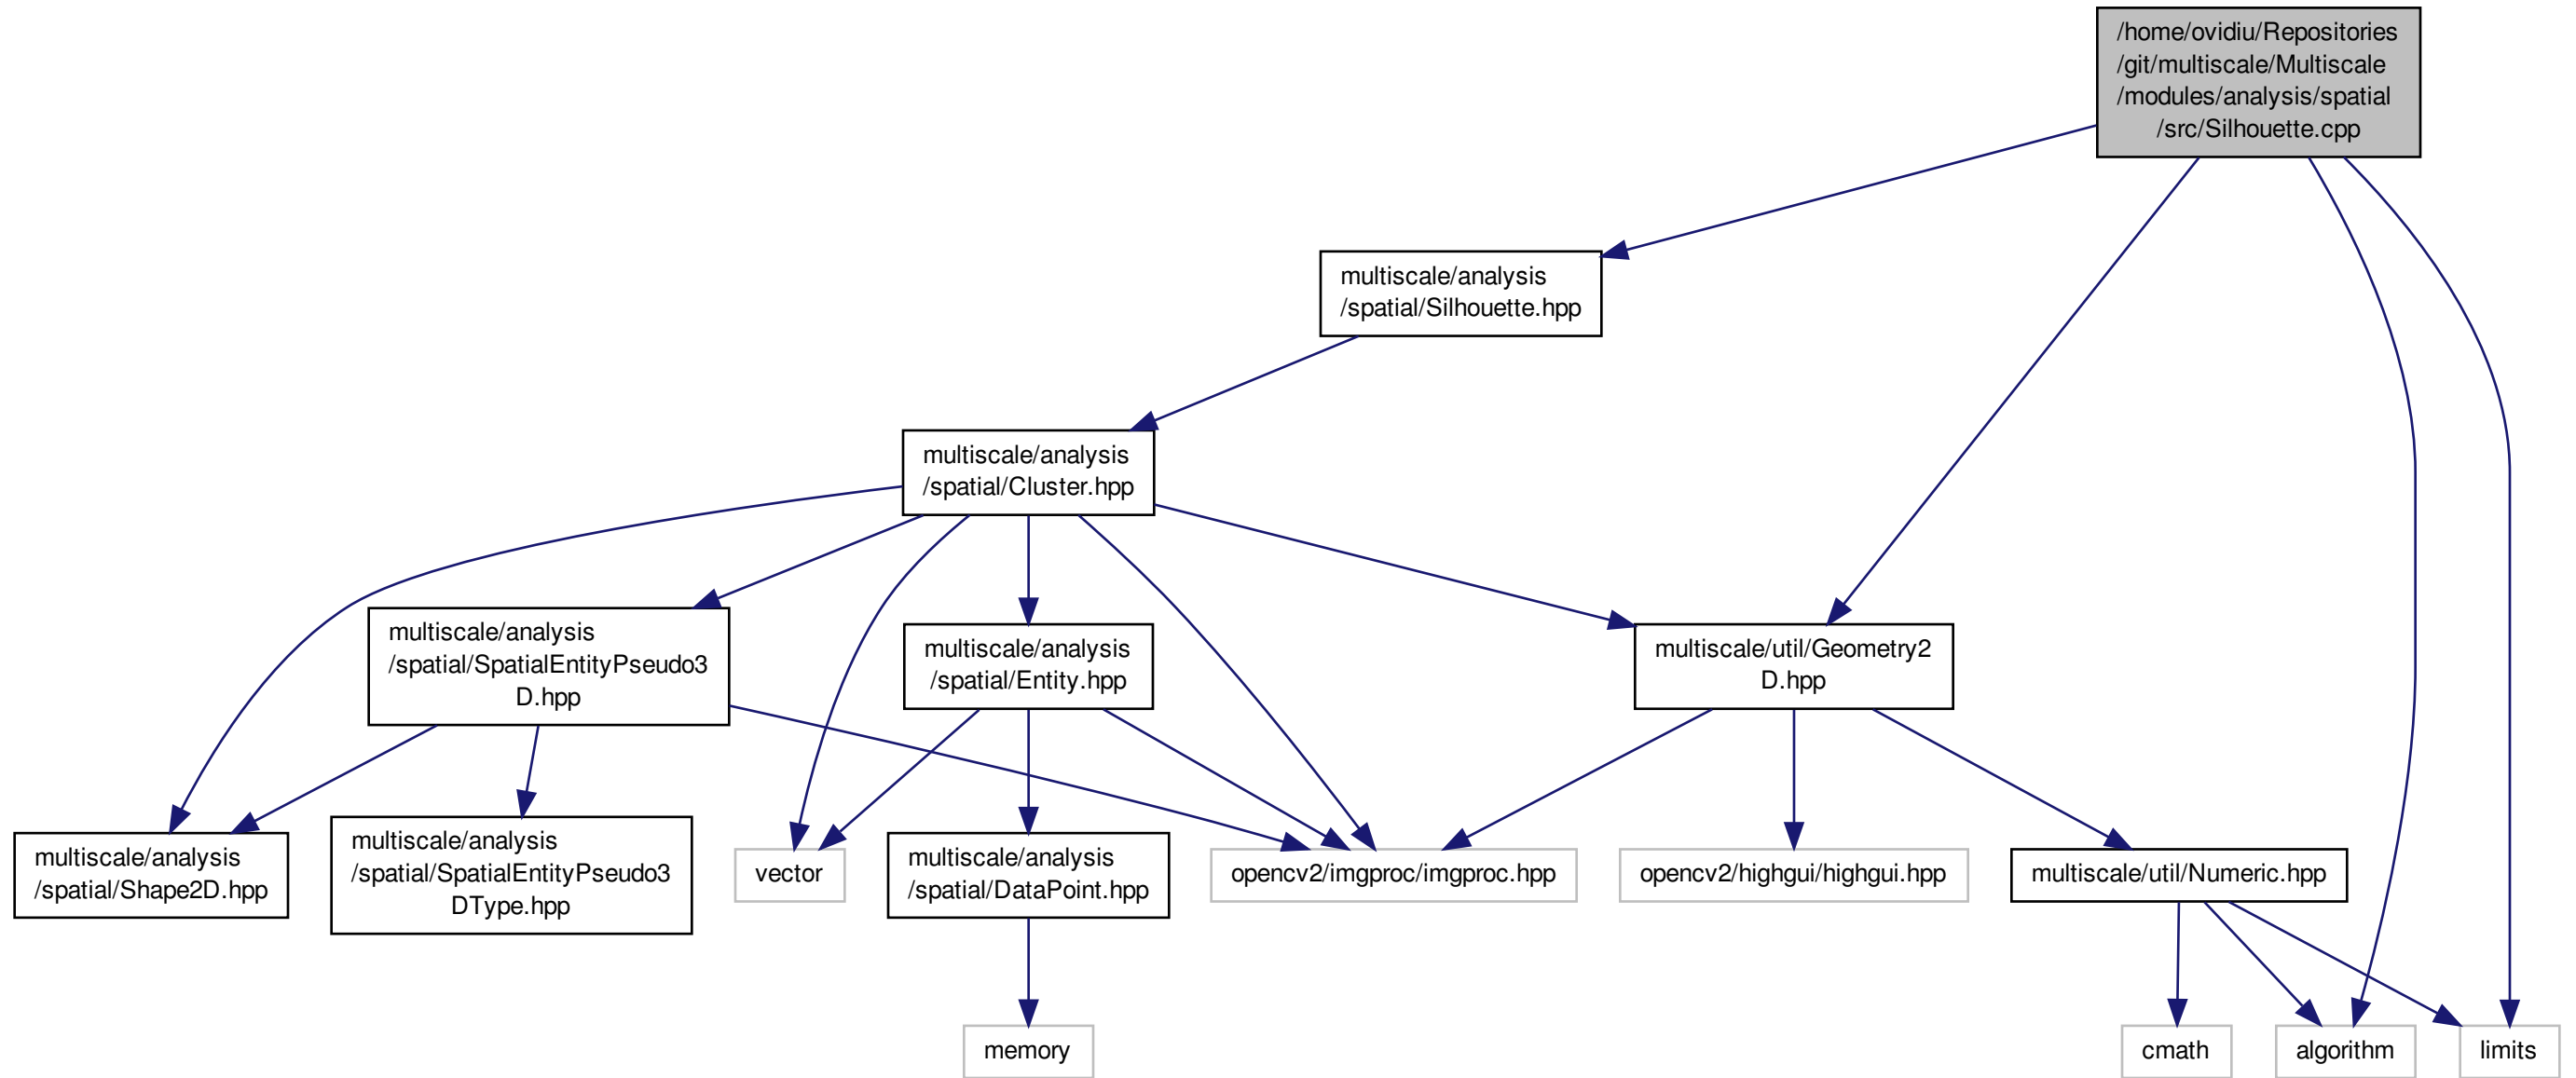 /home/ovidiu/Repositories
/git/multiscale/Multiscale
/modules/analysis/spatial
/src/Silhouette.cpp
multiscale/analysis
/spatial/Silhouette.hpp
multiscale/analysis
/spatial/Cluster.hpp
multiscale/analysis
/spatial/SpatialEntityPseudo3
D.hpp
multiscale/analysis
/spatial/Entity.hpp
multiscale/util/Geometry2
D.hpp
multiscale/analysis
/spatial/Shape2D.hpp
multiscale/analysis
/spatial/SpatialEntityPseudo3
DType.hpp
vector
multiscale/analysis
/spatial/DataPoint.hpp
opencv2/imgproc/imgproc.hpp
opencv2/highgui/highgui.hpp
multiscale/util/Numeric.hpp
memory
cmath
algorithm
limits